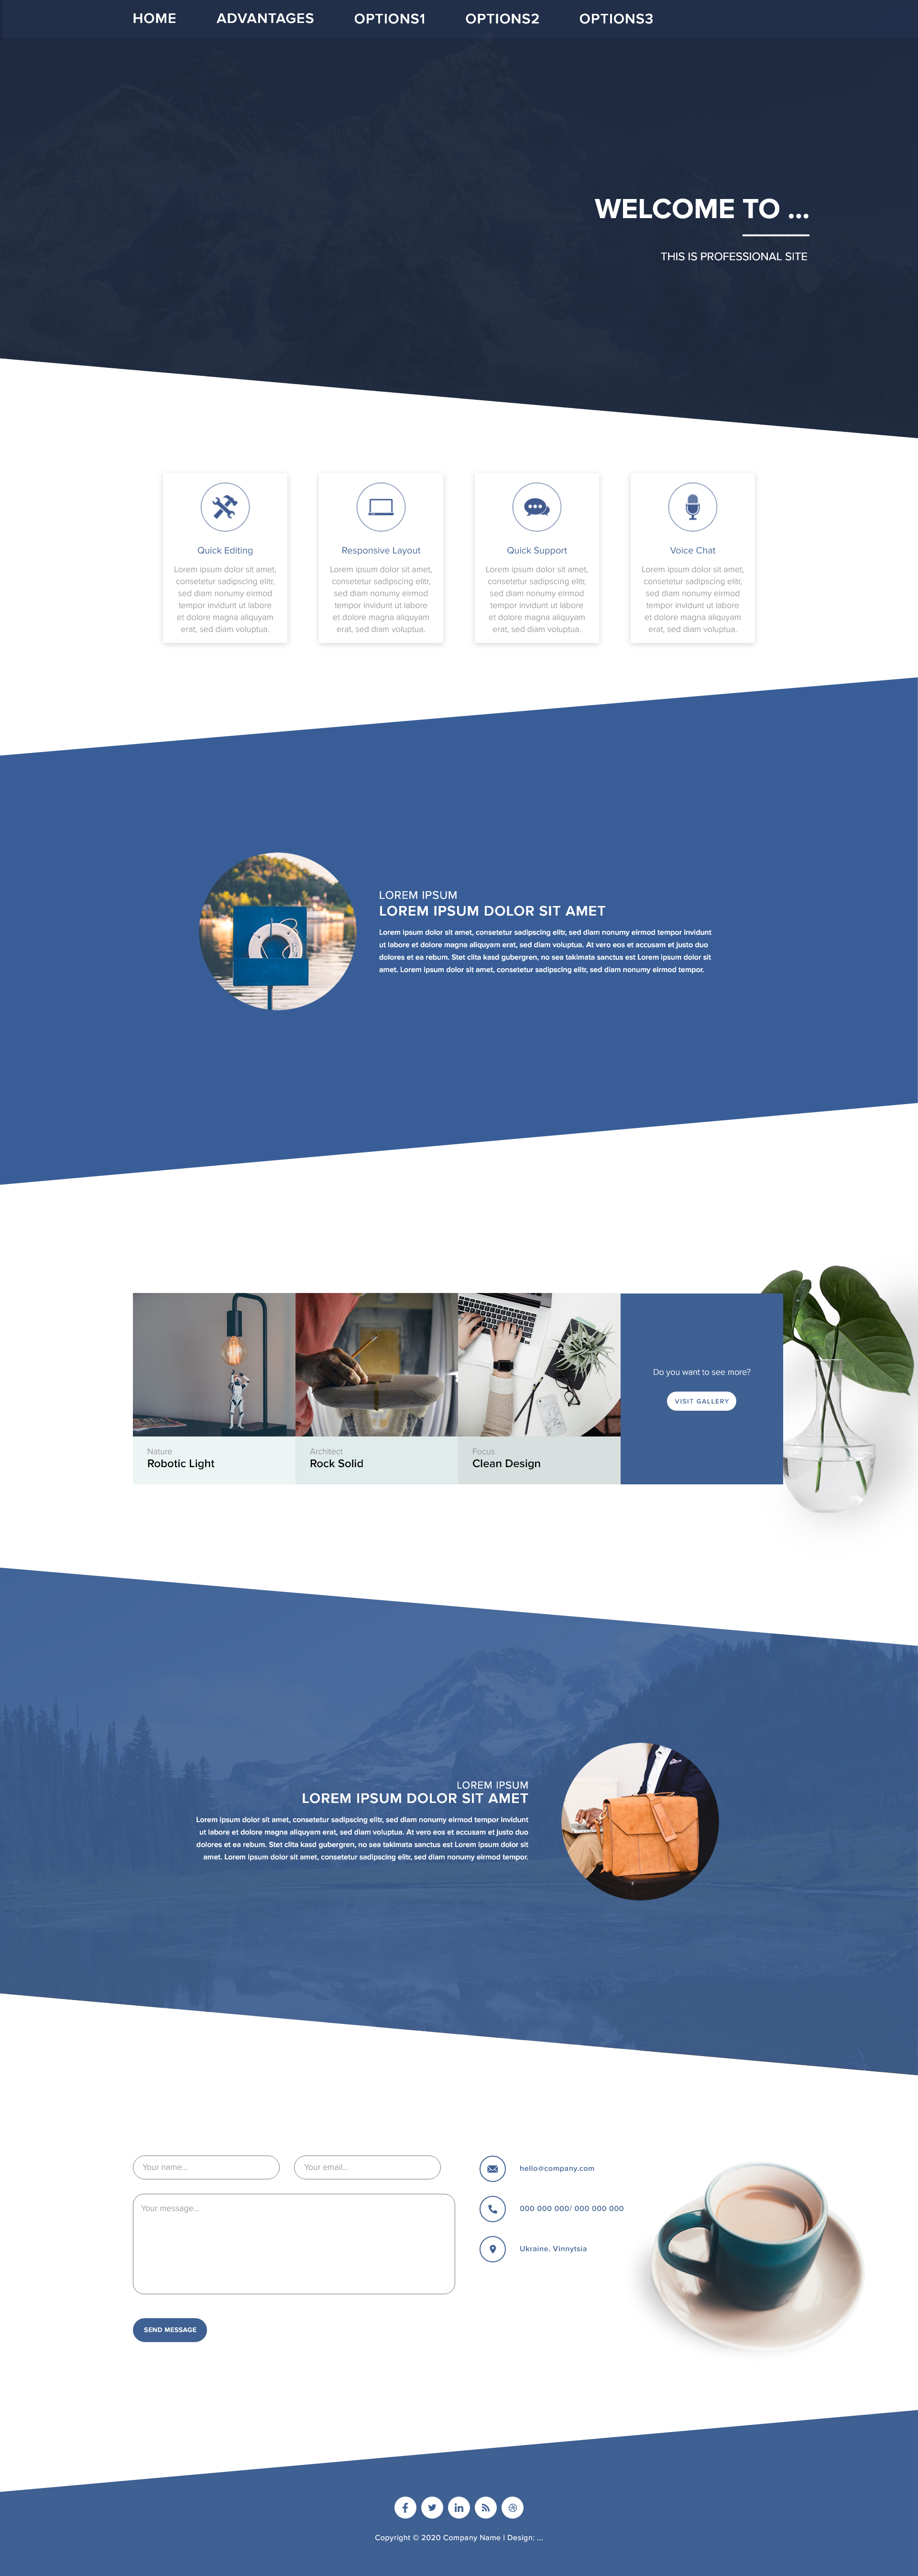 HOME ADVANTAGES OPTIONS1 OPTIONS2 OPTIONS3
WELCOME TO ...
THIS IS PROFESSIONAL SITE
Quick Editing
Lorem ipsum dolor sit amet,
consetetur sadipscing elitr,
sed diam nonumy eirmod
tempor invidunt ut labore
et dolore magna aliquyam
erat, sed diam voluptua.
Responsive Layout
Lorem ipsum dolor sit amet,
consetetur sadipscing elitr,
sed diam nonumy eirmod
tempor invidunt ut labore
et dolore magna aliquyam
erat, sed diam voluptua.
Quick Support
Lorem ipsum dolor sit amet,
consetetur sadipscing elitr,
sed diam nonumy eirmod
tempor invidunt ut labore
et dolore magna aliquyam
erat, sed diam voluptua.
Voice Chat
Lorem ipsum dolor sit amet,
consetetur sadipscing elitr,
sed diam nonumy eirmod
tempor invidunt ut labore
et dolore magna aliquyam
erat, sed diam voluptua.
LOREM IPSUM
LOREM IPSUM DOLOR SIT AMET
Lorem ipsum dolor sit amet, consetetur sadipscing elitr, sed diam nonumy eirmod tempor invidunt
ut labore et dolore magna aliquyam erat, sed diam voluptua. At vero eos et accusam et justo duo
dolores et ea rebum. Stet clita kasd gubergren, no sea takimata sanctus est Lorem ipsum dolor sit
amet. Lorem ipsum dolor sit amet, consetetur sadipscing elitr, sed diam nonumy eirmod tempor.
Nature
Robotic Light
Architect
Rock Solid
Focus
Clean Design
Do you want to see more?
VISIT GALLERY
LOREM IPSUM
LOREM IPSUM DOLOR SIT AMET
Lorem ipsum dolor sit amet, consetetur sadipscing elitr, sed diam nonumy eirmod tempor invidunt
ut labore et dolore magna aliquyam erat, sed diam voluptua. At vero eos et accusam et justo duo
dolores et ea rebum. Stet clita kasd gubergren, no sea takimata sanctus est Lorem ipsum dolor sit
amet. Lorem ipsum dolor sit amet, consetetur sadipscing elitr, sed diam nonumy eirmod tempor.
Your name...
Your email...
Your message...
SEND MESSAGE
hello@company.com
000 000 000/ 000 000 000
Ukraine. Vinnytsia
Copyright © 2020 Company Name | Design: ...